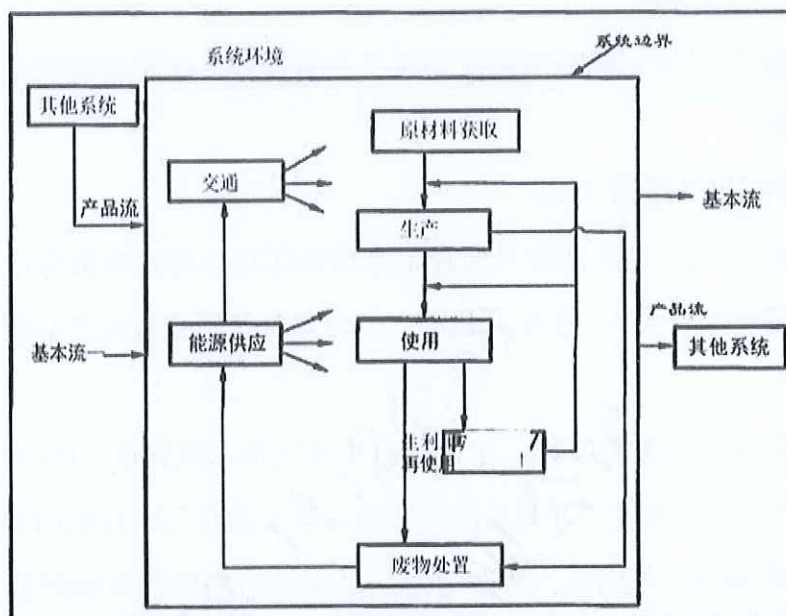 系统环境
系统边界
其他系统
原材料获取
交通
产品流
基本流
生产
产品流
能源供应
使用
其他系统
基本流
再使用
废物处置